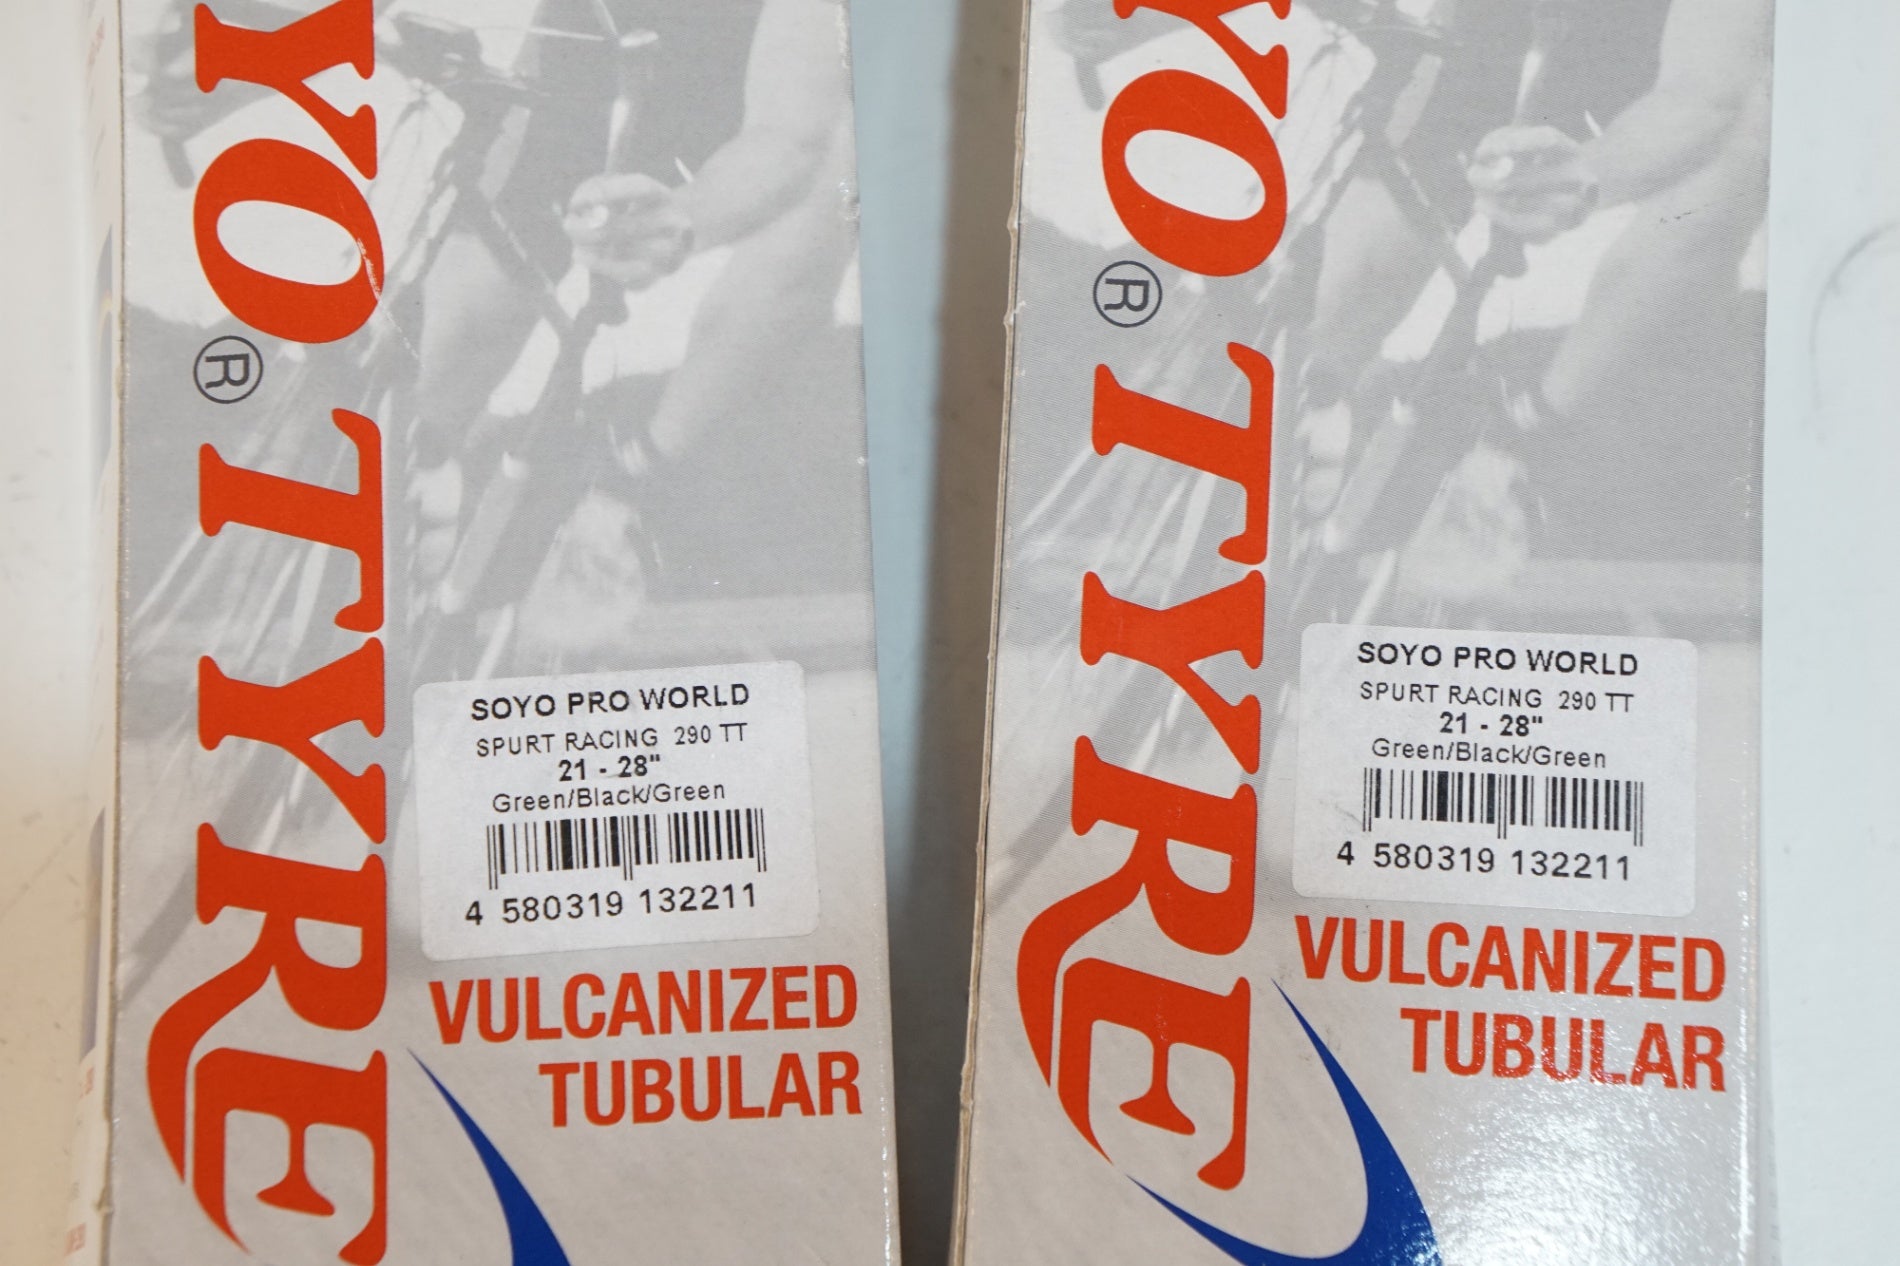 YO® TYRE
SOYO PRO WORLD
SPURT RACING 290 TT
21 - 28"
Green/Black/Green
4 580319 132211
VULCANIZED
TUBULAR
YO® TYRE
SOYO PRO WORLD
SPURT RACING 290 TT
21 - 28"
Green/Black/Green
4 580319 132211
VULCANIZED
TUBULAR